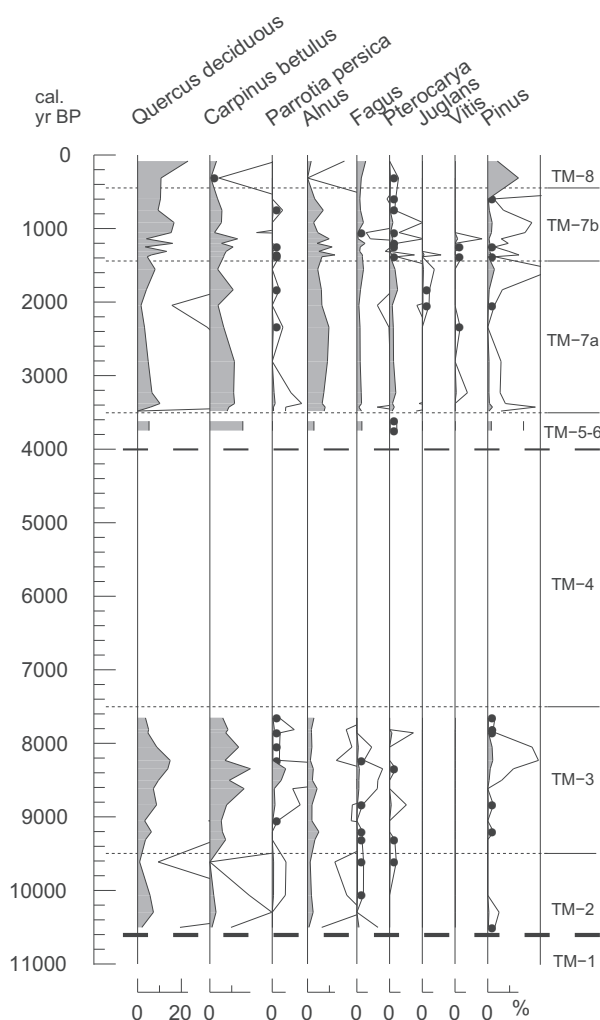 cal.
yr BP
Quercus deciduous
Carpinus betulus
Parrotia persica
Alnus
Fagus
Pterocarya
Juglans
Vitis
Pinus
0
1000
2000
3000
4000
5000
6000
7000
8000
9000
10000
11000
TM−8
TM−7b
TM−7a
TM−5-6
TM−4
TM−3
TM−2
TM−1
0 20 0 0 0 0 0 0 0 0 %